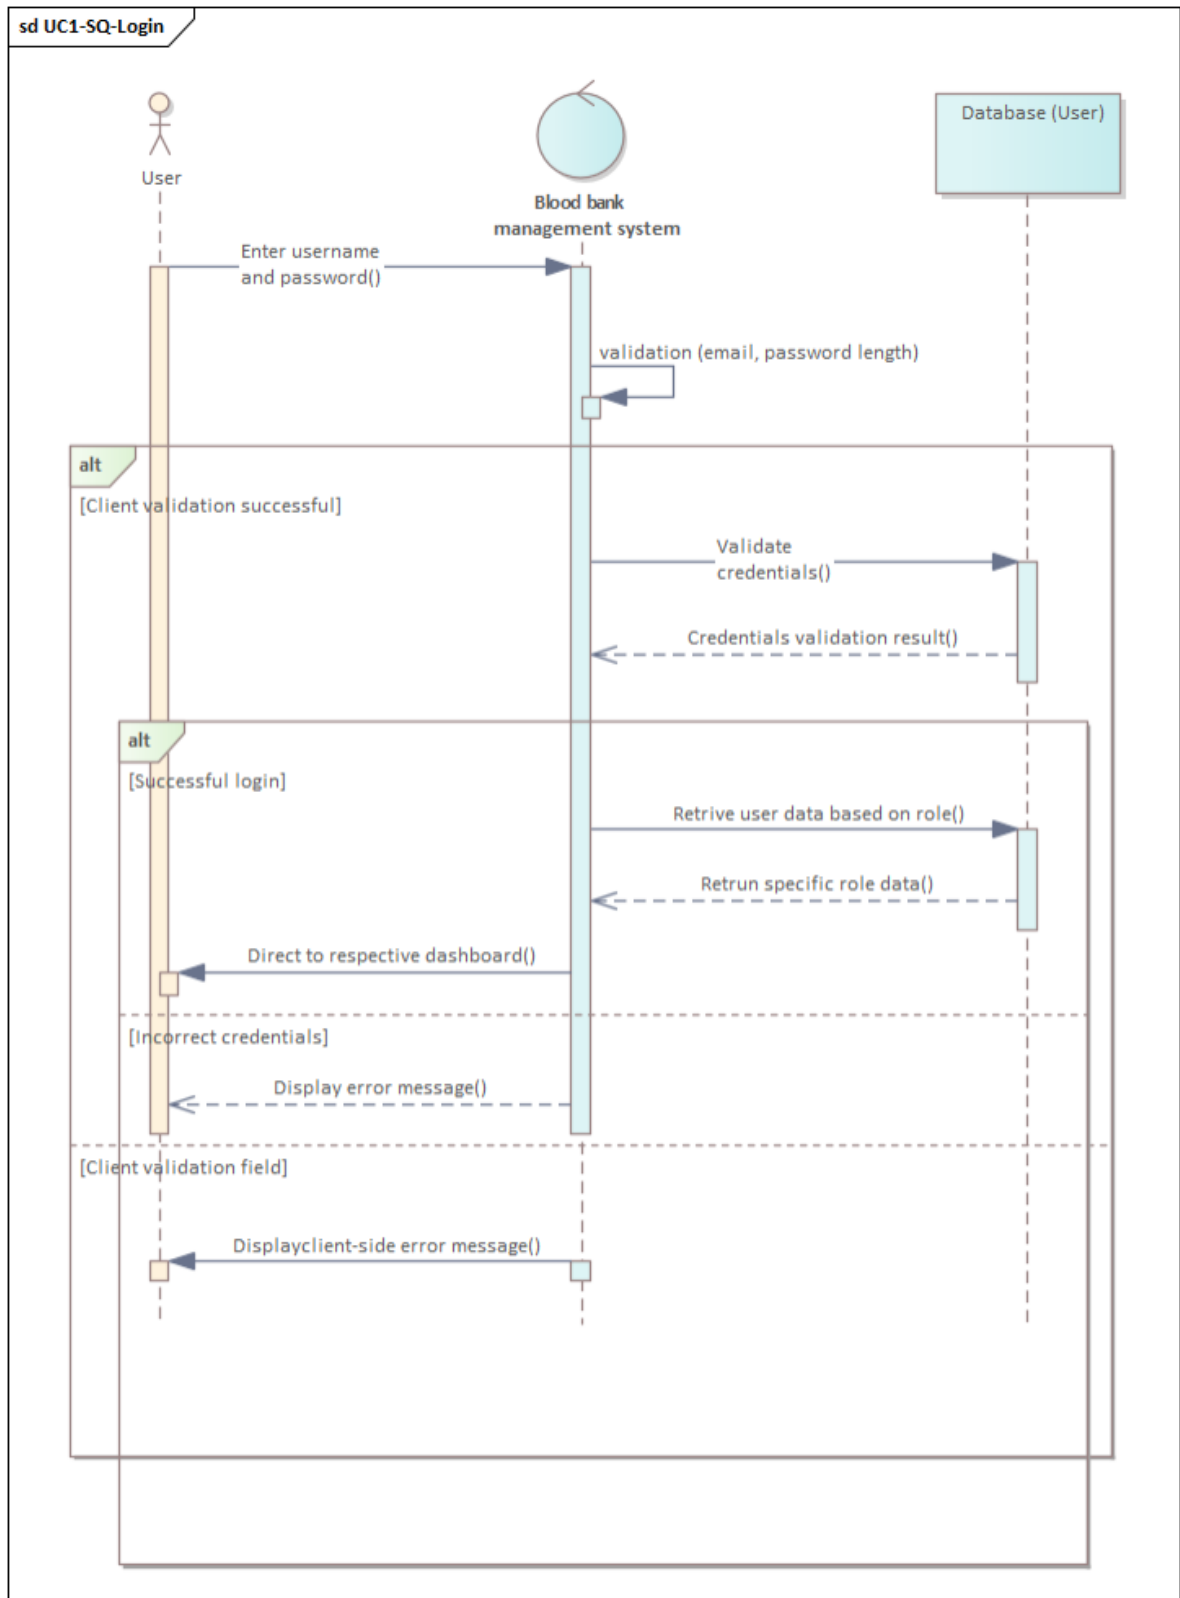 sd UC1-SQ-Login
User
Blood bank
management system
Database (User)
Enter username
and password()
validation (email, password length)
alt
[Client validation successful]
Validate
credentials()
Credentials validation result()
alt
[Successful login]
Retrive user data based on role()
Retrun specific role data()
Direct to respective dashboard()
[Incorrect credentials]
Display error message()
[Client validation field]
Displayclient-side error message()